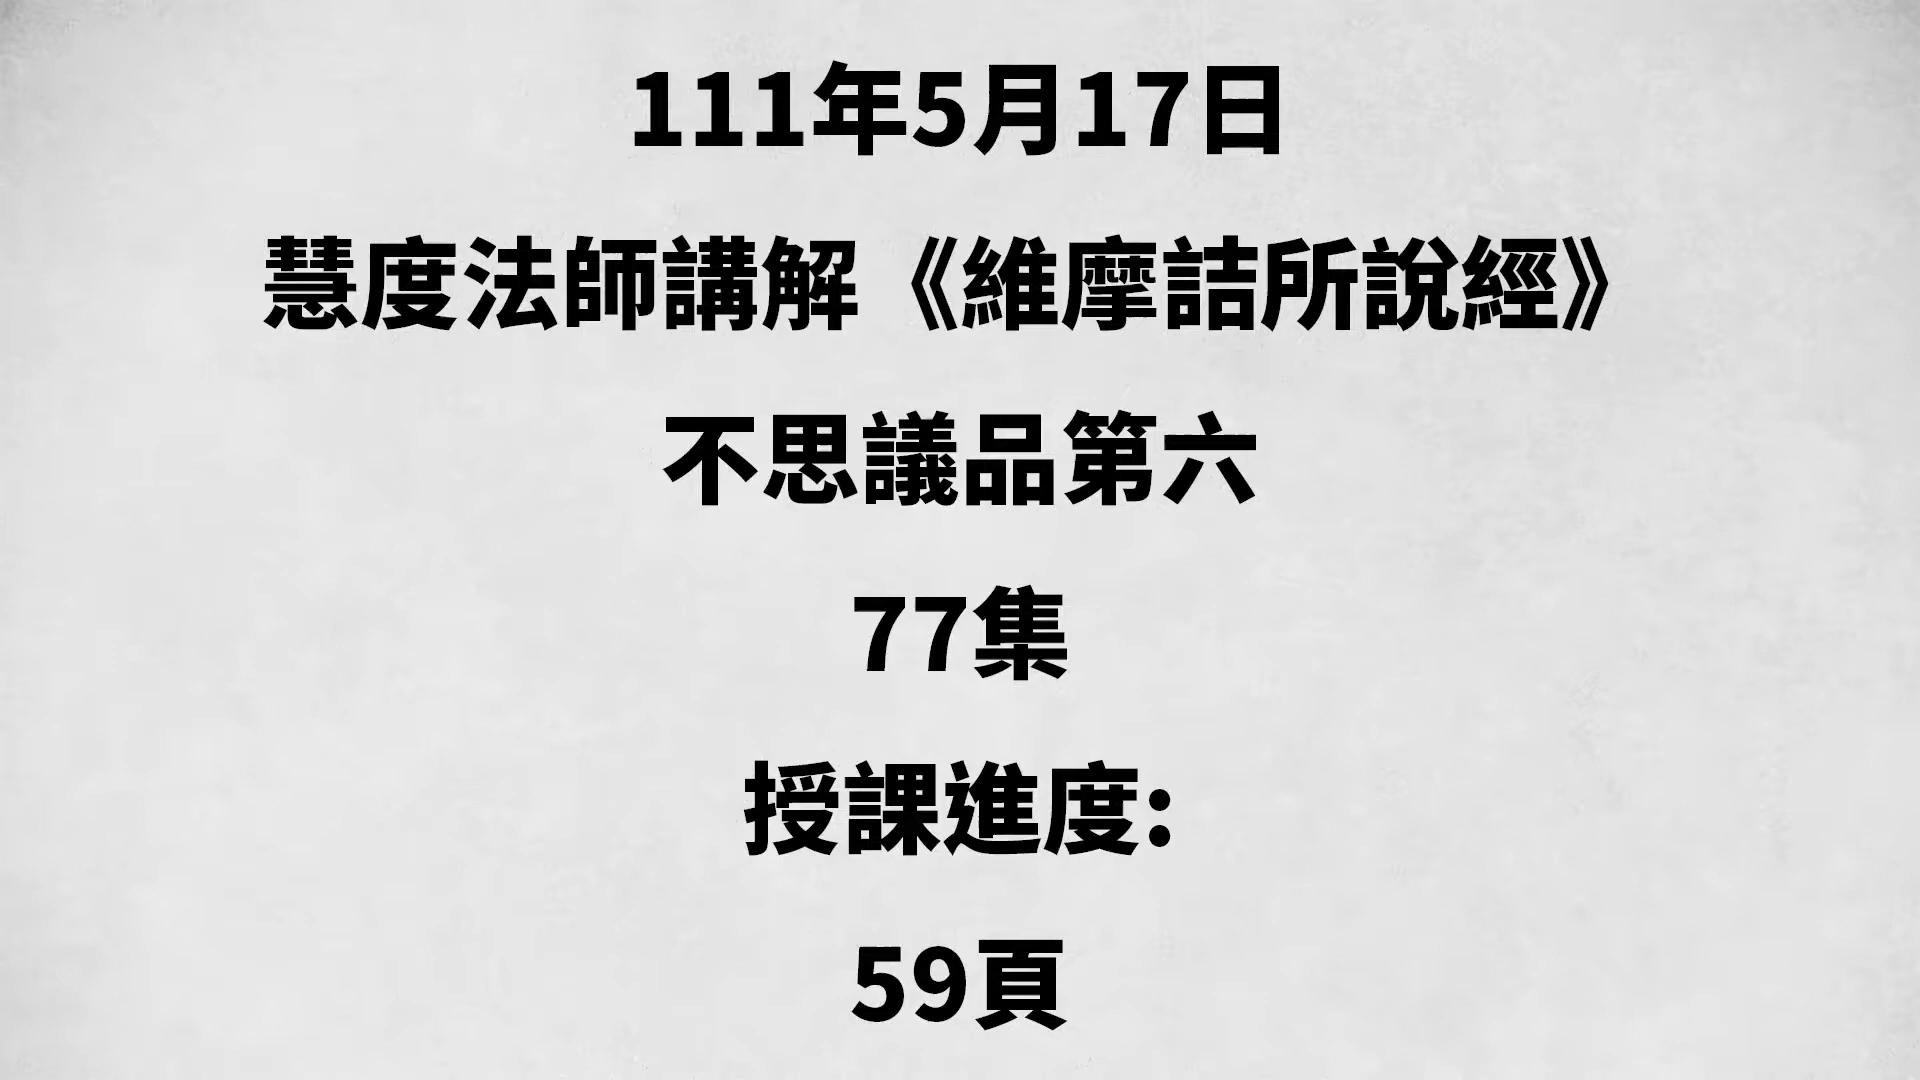 111年5月17日
慧度法師講解《維摩詰所說經》
不思議品第六
77集
授課進度:
59頁